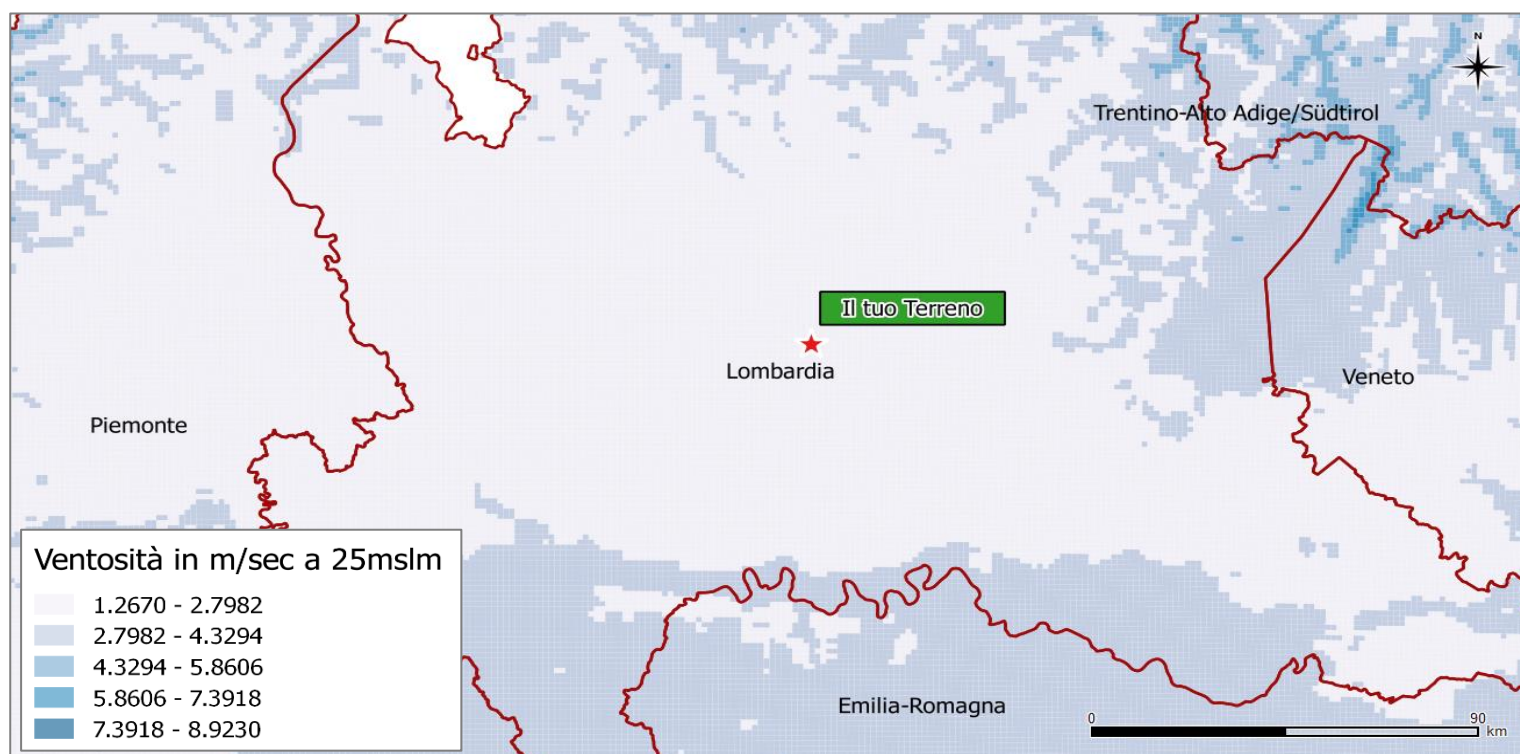 N
Trentino-Alto Adige/Südtirol
Il tuo Terreno
Lombardia
Veneto
Piemonte
Ventosità in m/sec a 25mslm
1.2670 - 2.7982
2.7982 - 4.3294
4.3294 - 5.8606
5.8606 - 7.3918
7.3918 - 8.9230
Emilia-Romagna
0
90
km